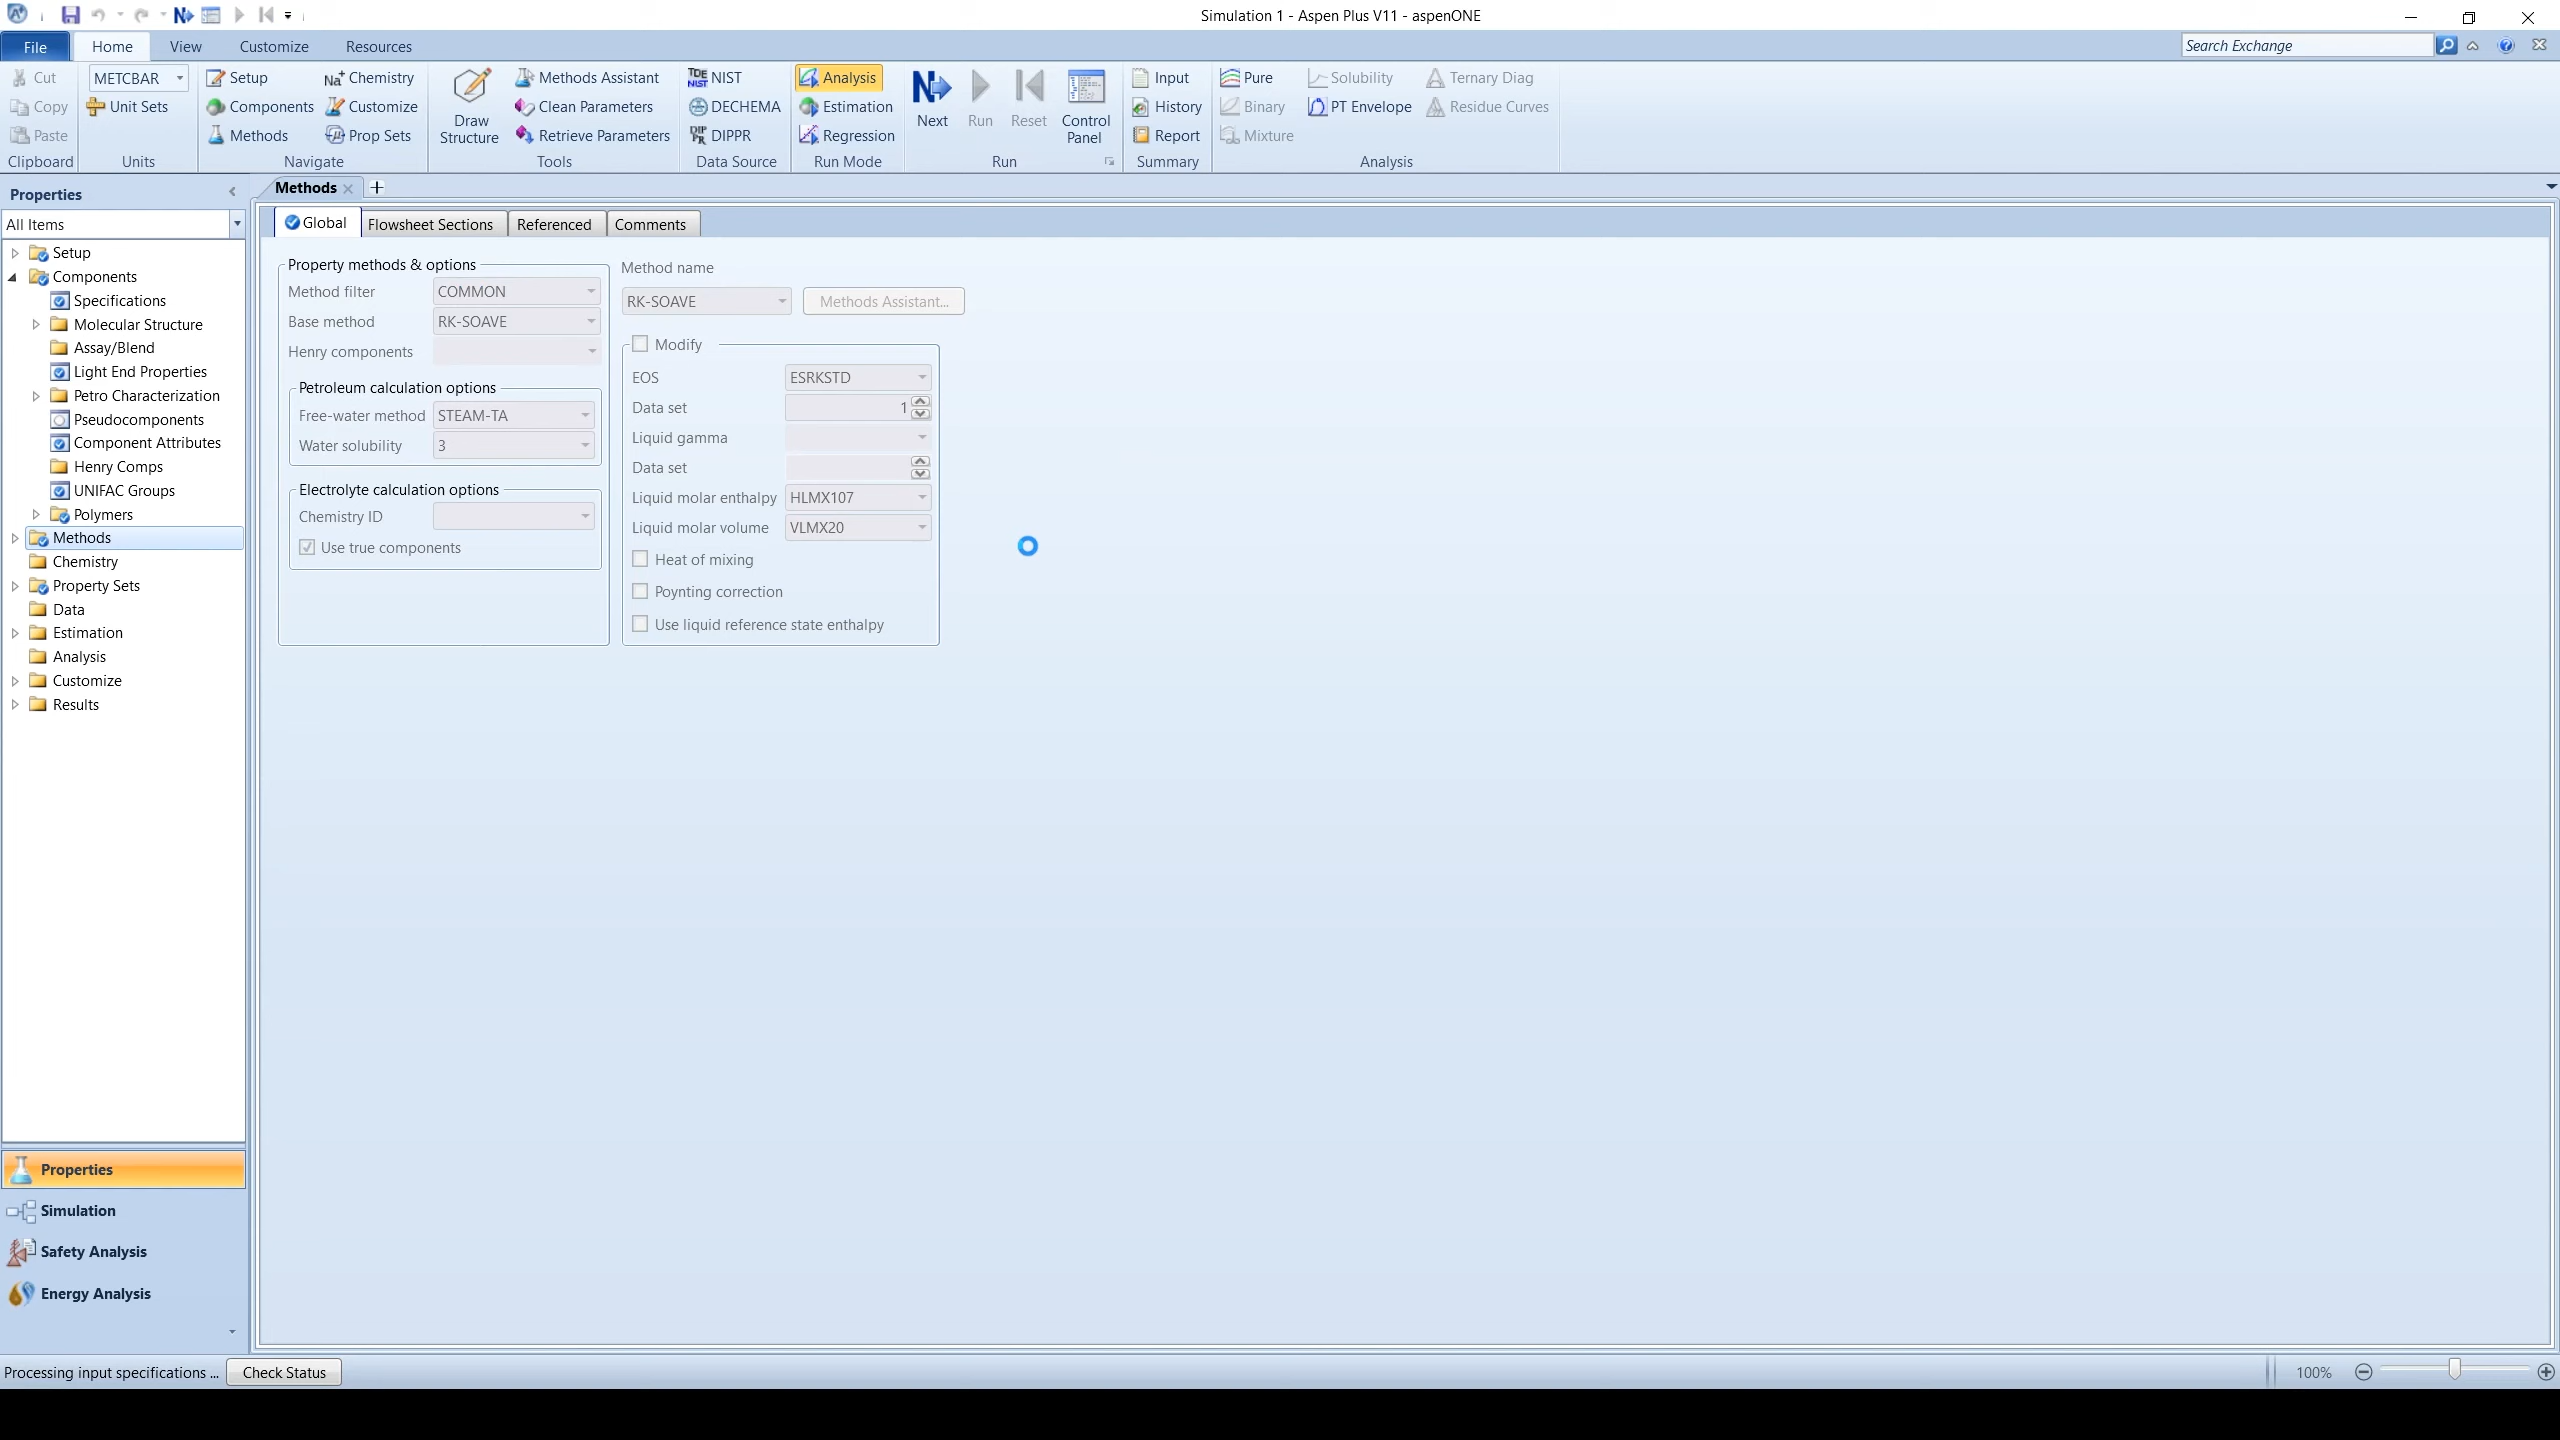 Simulation 1 - Aspen Plus V11 - aspenONE
File Home View Customize Resources Search Exchange
Cut METCBAR Setup Na+ Chemistry Methods Assistant TDE NIST NIST Analysis Input Pure Solubility Ternary Diag
Copy Unit Sets Components Customize Clean Parameters DECHEMA Estimation History Binary PT Envelope Residue Curves
Draw Structure Next Run Reset Control Panel
Paste Methods Prop Sets Retrieve Parameters DIPPR Regression Report Mixture
Clipboard Units Navigate Tools Data Source Run Mode Run Summary Analysis
Properties
Methods
All Items
Global Flowsheet Sections Referenced Comments
Setup
Components
Specifications
Molecular Structure
Assay/Blend
Light End Properties
Petro Characterization
Pseudocomponents
Component Attributes
Henry Comps
UNIFAC Groups
Polymers
Methods
Chemistry
Property Sets
Data
Estimation
Analysis
Customize
Results
Property methods & options
Method filter COMMON
Base method RK-SOAVE
Henry components
Petroleum calculation options
Free-water method STEAM-TA
Water solubility 3
Electrolyte calculation options
Chemistry ID
Use true components
Method name
RK-SOAVE Methods Assistant...
Modify
EOS ESRKSTD
Data set 1
Liquid gamma
Data set
Liquid molar enthalpy HLMX107
Liquid molar volume VLMX20
Heat of mixing
Poynting correction
Use liquid reference state enthalpy
Properties
Simulation
Safety Analysis
Energy Analysis
Processing input specifications ... Check Status 100%